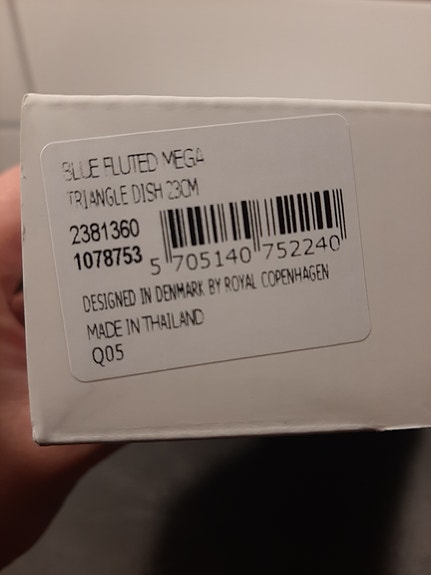 BLUE FLUTED MEGA
TRIANGLE DISH 23CM
2381360
1078753
5 705140 752240
DESIGNED IN DENMARK BY ROYAL COPENHAGEN
MADE IN THAILAND
Q05